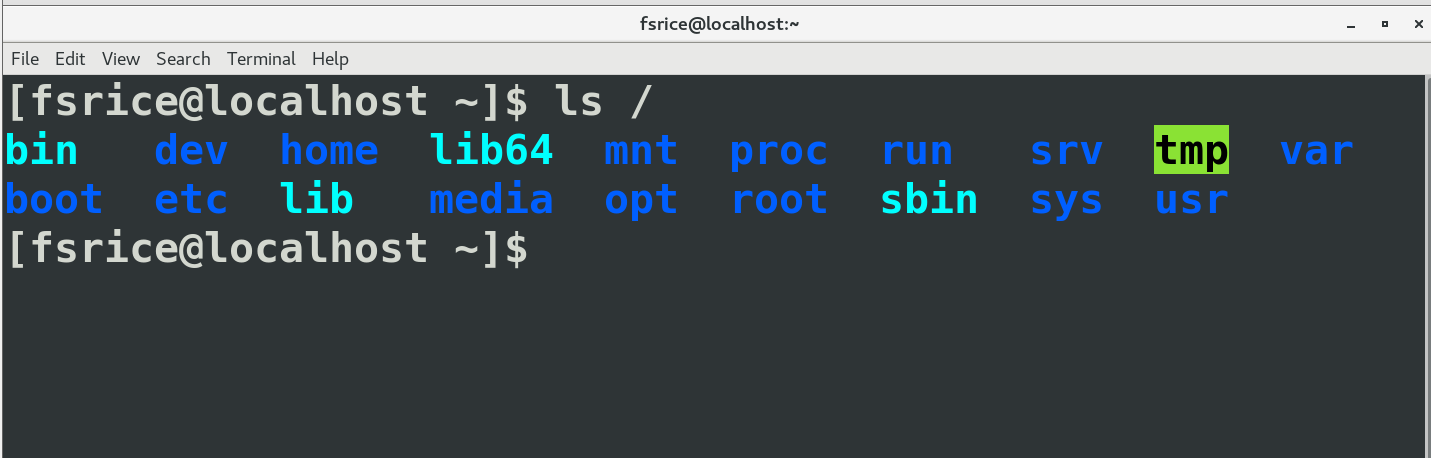 fsrice@localhost:~
File Edit View Search Terminal Help
[fsrice@localhost ~]$ ls /
bin dev home lib64 mnt proc run srv tmp var
boot etc lib media opt root sbin sys usr
[fsrice@localhost ~]$